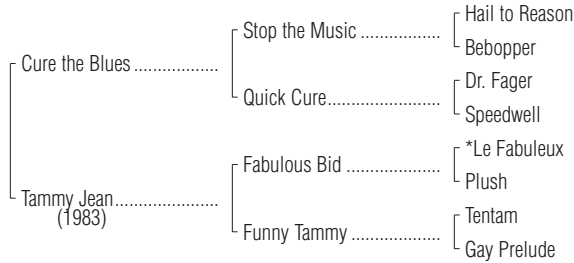 Hail to Reason
Stop the Music ..................
Bebopper
Cure the Blues ...................
Dr. Fager
Quick Cure..........................
Speedwell
*Le Fabuleux
Fabulous Bid .....................
Plush
Tammy Jean.......................
(1983)
Tentam
Funny Tammy ....................
Gay Prelude